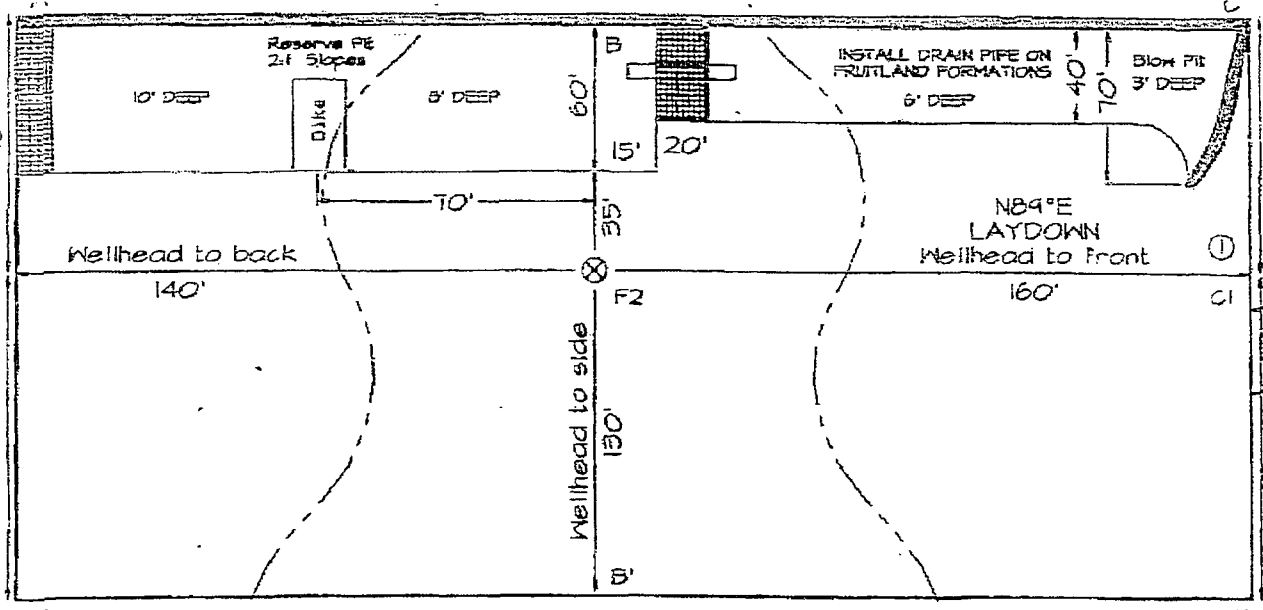 Reserve Pit
2:1 Slopes
10' DEEP
Dike
8' DEEP
B
60'
15'
20'
INSTALL DRAIN PIPE ON
FRUITLAND FORMATIONS
6' DEEP
40'
70'
Blow Pit
3' DEEP
70'
35'
N89°E
LAYDOWN
Wellhead to back
140'
Wellhead to front
160'
1
F2
C1
Wellhead to side
130'
B'